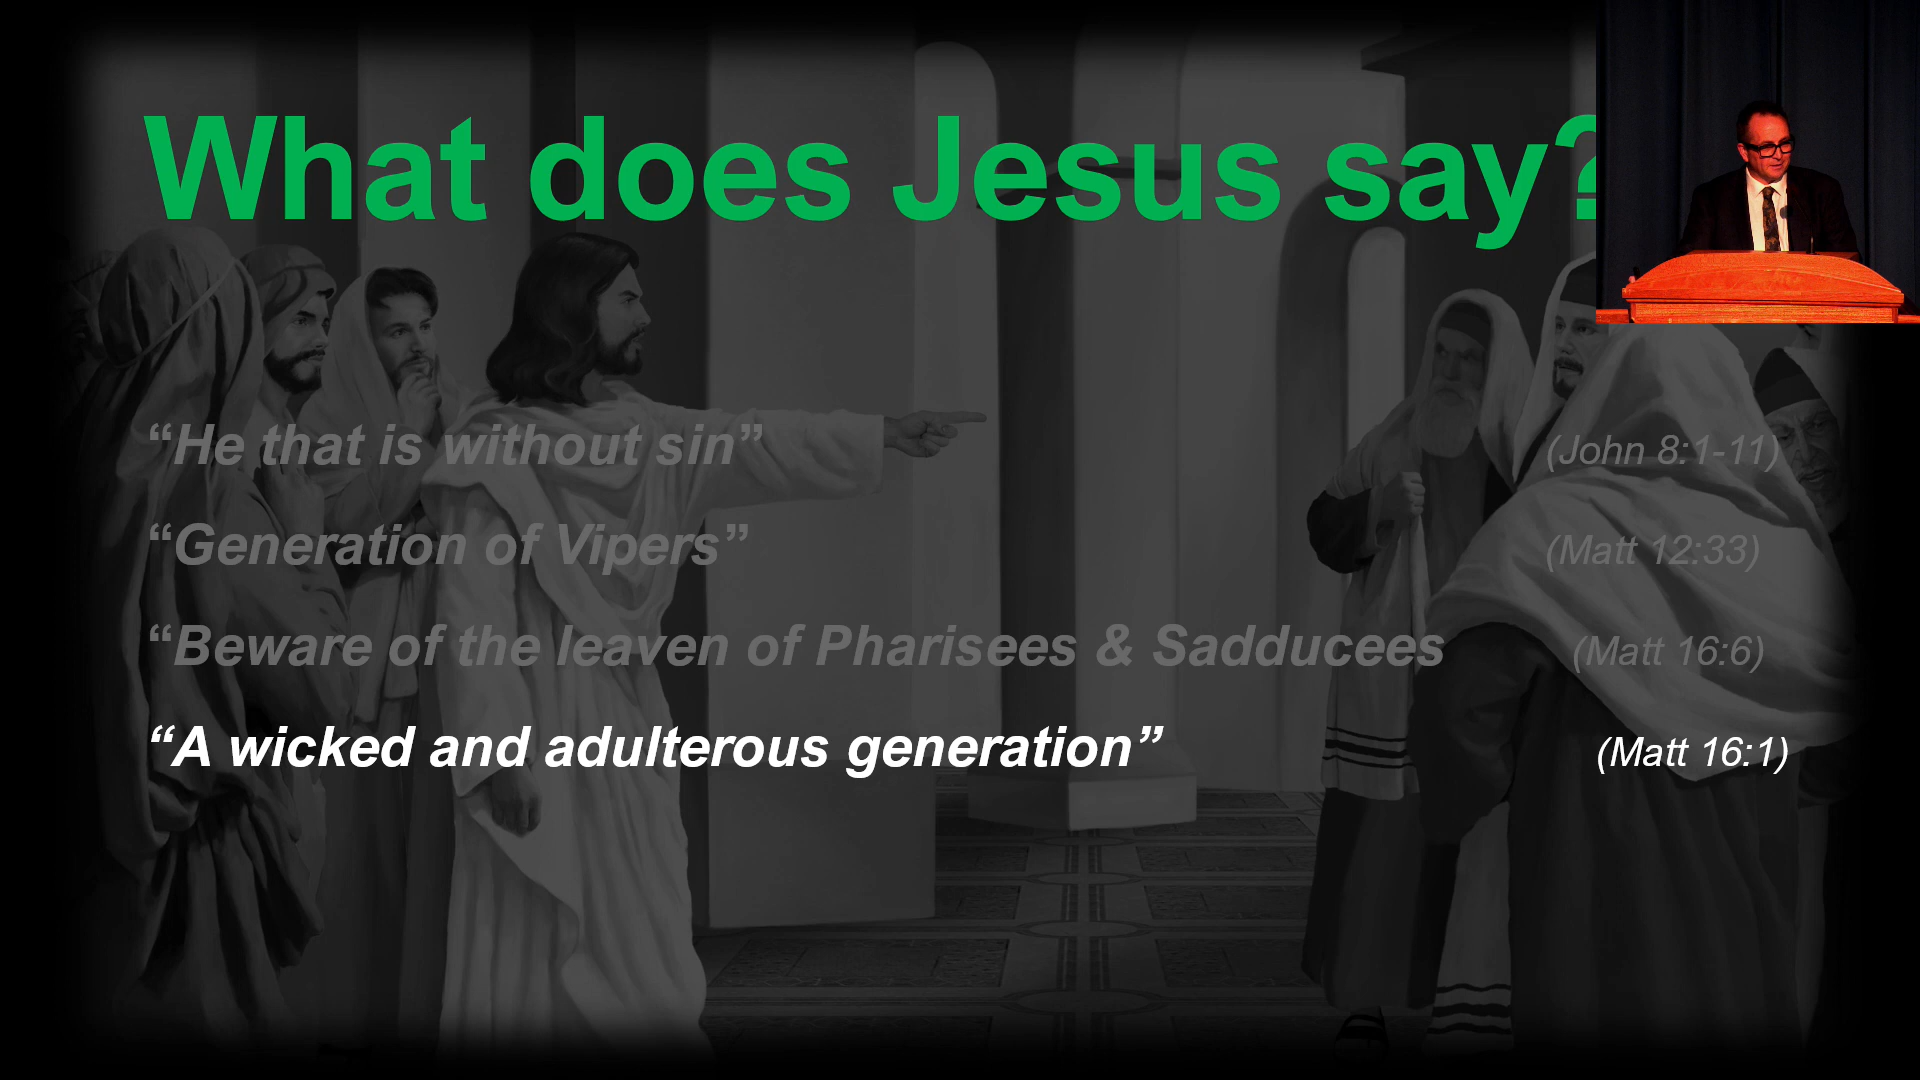 What does Jesus say?
“He that is without sin” (John 8:1-11)
“Generation of Vipers” (Matt 12:33)
“Beware of the leaven of Pharisees & Sadducees (Matt 16:6)
“A wicked and adulterous generation” (Matt 16:1)